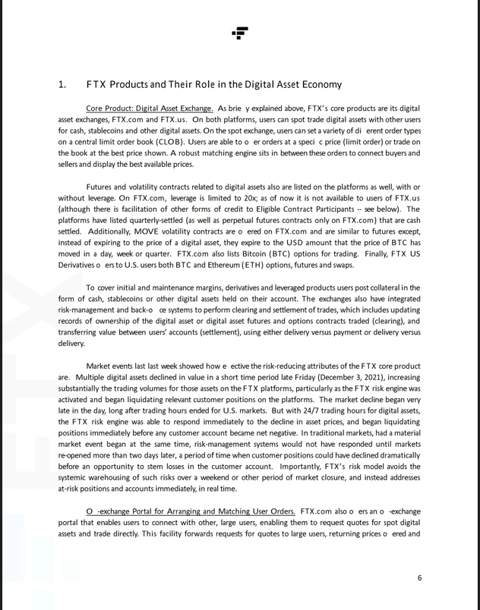 1. FTX Products and Their Role in the Digital Asset Economy
Core Product: Digital Asset Exchange. As brie y explained above, FTX's core products are its digital
asset exchanges, FTX.com and FTX.us. On both platforms, users can spot trade digital assets with other users
for cash, stablecoins and other digital assets. On the spot exchange, users can set a variety of di erent order types
on a central limit order book (CLOB). Users are able to o er orders at a speci c price (limit order) or trade on
the book at the best price shown. A robust matching engine sits in between these orders to connect buyers and
sellers and display the best available prices.
Futures and volatility contracts related to digital assets also are listed on the platforms as well, with or
without leverage. On FTX.com, leverage is limited to 20x; as of now it is not available to users of FTX.us
(although there is facilitation of other forms of credit to Eligible Contract Participants -- see below). The
platforms have listed quarterly-settled (as well as perpetual futures contracts only on FTX.com) that are cash
settled. Additionally, MOVE volatility contracts are o ered on FTX.com and are similar to futures except,
instead of expiring to the price of a digital asset, they expire to the USD amount that the price of BTC has
moved in a day, week or quarter. FTX.com also lists Bitcoin (BTC) options for trading. Finally, FTX US
Derivatives o ers to U.S. users both BTC and Ethereum (ETH) options, futures and swaps.
To cover initial and maintenance margins, derivatives and leveraged products users post collateral in the
form of cash, stablecoins or other digital assets held on their account. The exchanges also have integrated
risk-management and back-o ce systems to perform clearing and settlement of trades, which includes updating
records of ownership of the digital asset or digital asset futures and options contracts traded (clearing), and
transferring value between users' accounts (settlement), using either delivery versus payment or delivery versus
delivery.
Market events last last week showed how e ective the risk-reducing attributes of the FTX core product
are. Multiple digital assets declined in value in a short time period late Friday (December 3, 2021), increasing
substantially the trading volumes for those assets on the FTX platforms, particularly as the FTX risk engine was
activated and began liquidating relevant customer positions on the platforms. The market decline began very
late in the day, long after trading hours ended for U.S. markets. But with 24/7 trading hours for digital assets,
the FTX risk engine was able to respond immediately to the decline in asset prices, and began liquidating
positions immediately before any customer account became net negative. In traditional markets, had a material
market event began at the same time, risk-management systems would not have responded until markets
re-opened more than two days later, a period of time when customer positions could have declined dramatically
before an opportunity to stem losses in the customer account. Importantly, FTX's risk model avoids the
systemic warehousing of such risks over a weekend or other period of market closure, and instead addresses
at-risk positions and accounts immediately, in real time.
O -exchange Portal for Arranging and Matching User Orders. FTX.com also o ers an o -exchange
portal that enables users to connect with other, large users, enabling them to request quotes for spot digital
assets and trade directly. This facility forwards requests for quotes to large users, returning prices o ered and
6